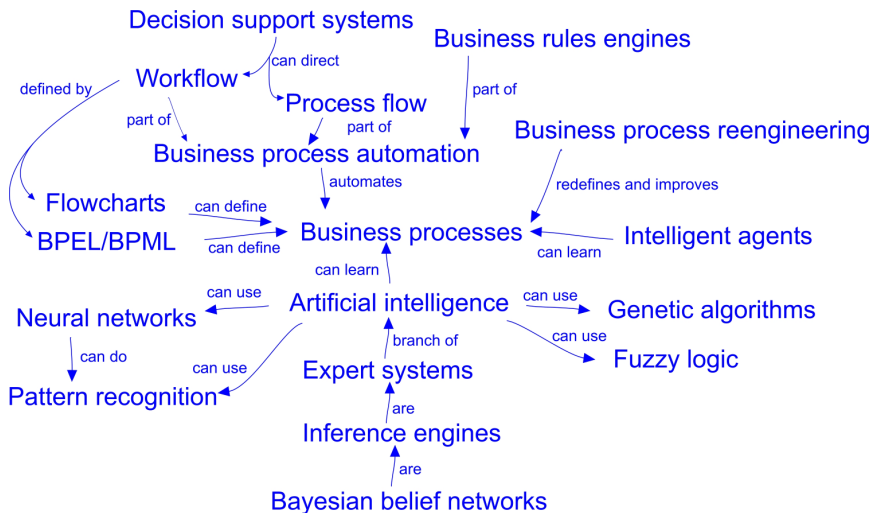 Decision support systems
Business rules engines
can direct
Workflow
defined by
Process flow
part of
part of
part of
Business process reengineering
Business process automation
automates
redefines and improves
Flowcharts
can define
Business processes
Intelligent agents
BPEL/BPML
can define
can learn
can learn
can use
Artificial intelligence
can use
Genetic algorithms
Neural networks
can use
branch of
can do
can use
Fuzzy logic
Expert systems
Pattern recognition
are
Inference engines
are
Bayesian belief networks